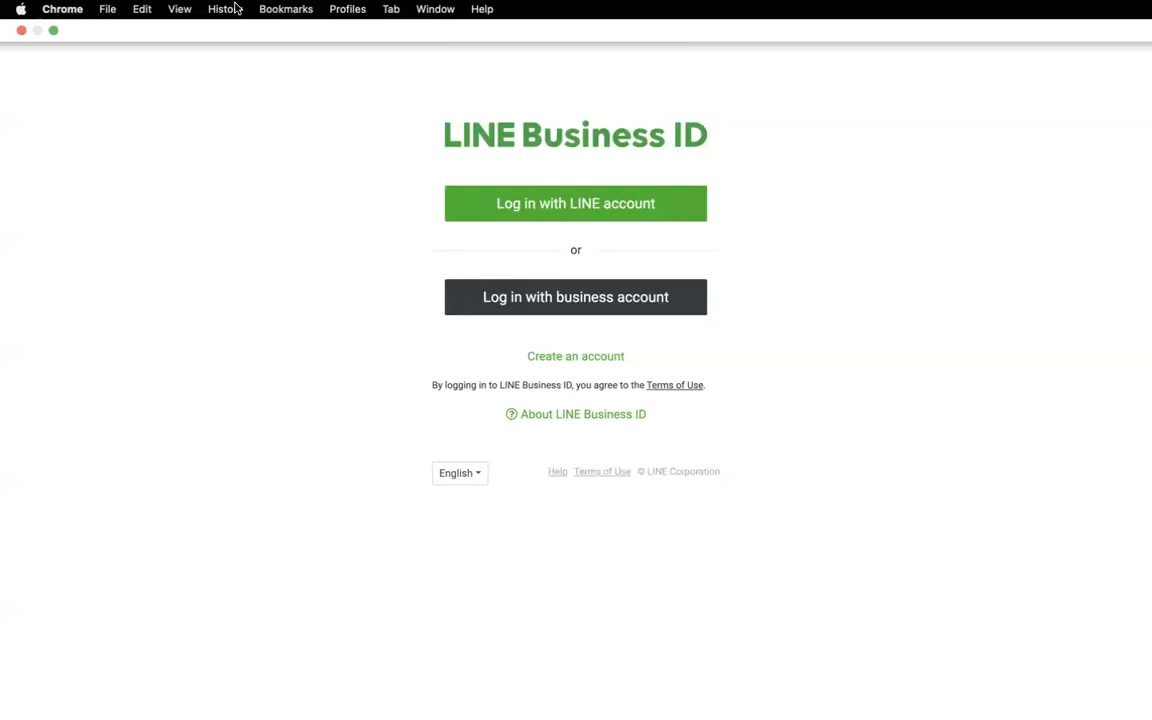 Chrome File Edit View History Bookmarks Profiles Tab Window Help
LINE Business ID
Log in with LINE account
or
Log in with business account
Create an account
By logging in to LINE Business ID, you agree to the Terms of Use.
? About LINE Business ID
English
Help Terms of Use © LINE Corporation